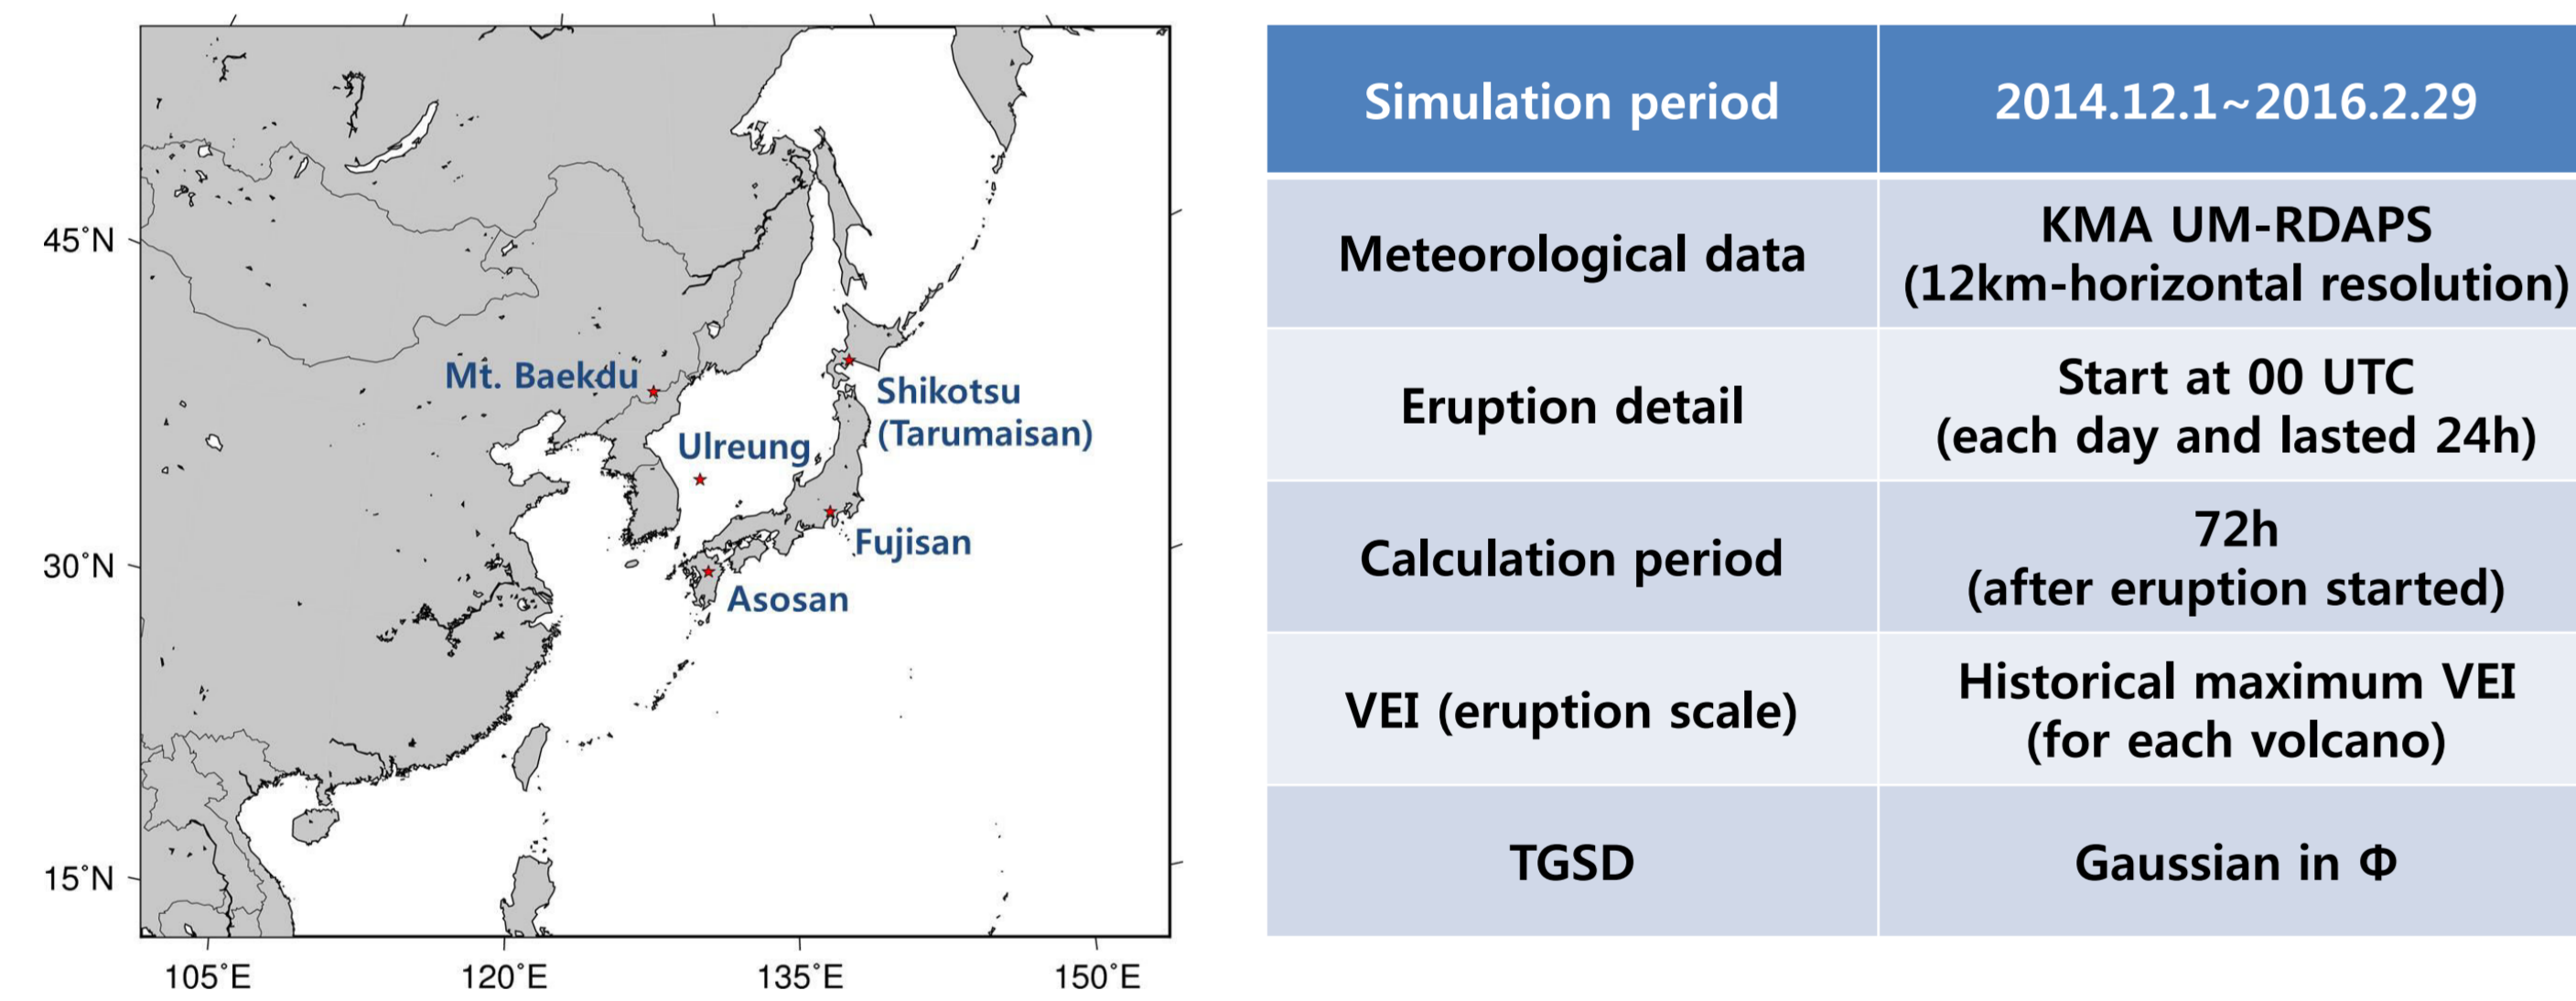 45°N
30°N
15°N
105°E
120°E
135°E
150°E
Mt. Baekdu
Shikotsu
(Tarumaisan)
Ulreung
Fujisan
Asosan
Simulation period
2014.12.1~2016.2.29
Meteorological data
KMA UM-RDAPS
(12km-horizontal resolution)
Eruption detail
Start at 00 UTC
(each day and lasted 24h)
Calculation period
72h
(after eruption started)
VEI (eruption scale)
Historical maximum VEI
(for each volcano)
TGSD
Gaussian in Φ